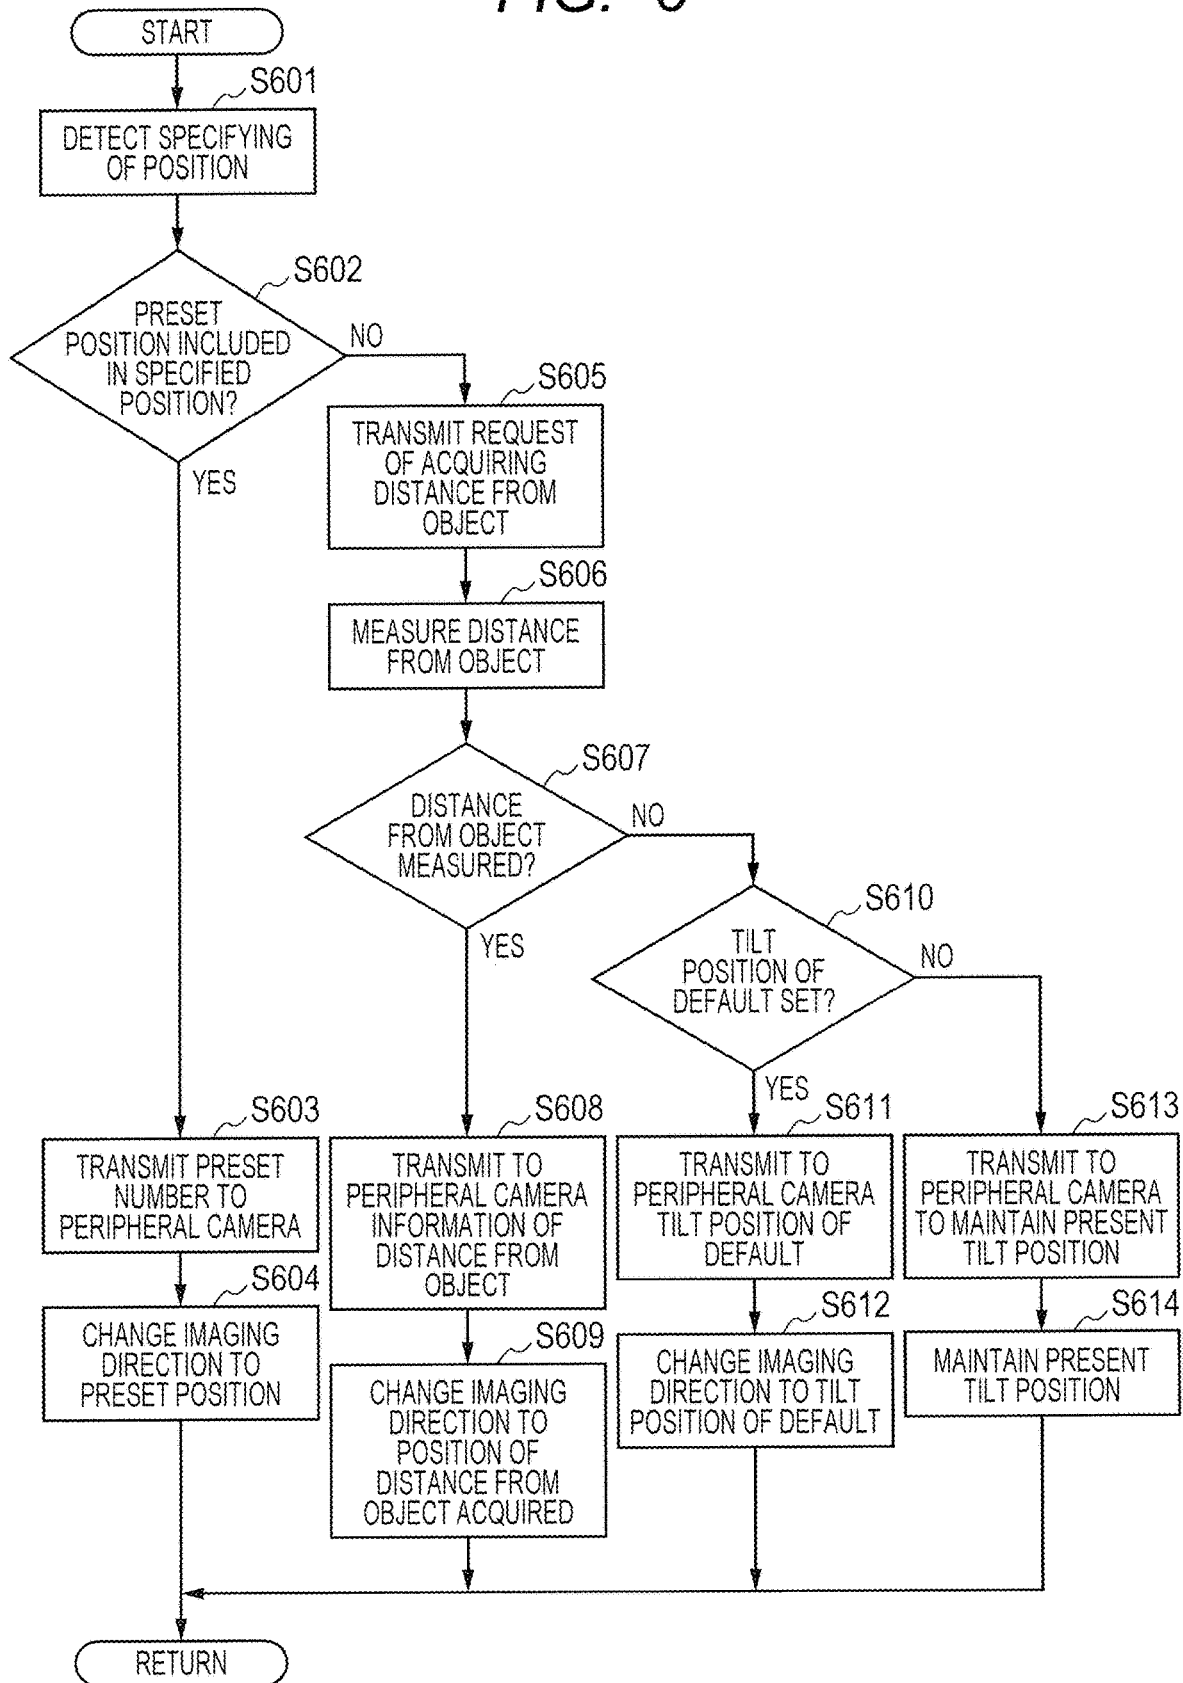 FIG. 6
START
S601
DETECT SPECIFYING
OF POSITION
S602
PRESET
POSITION INCLUDED
IN SPECIFIED
POSITION?
NO
YES
S605
TRANSMIT REQUEST
OF ACQUIRING
DISTANCE FROM
OBJECT
S606
MEASURE DISTANCE
FROM OBJECT
S607
DISTANCE
FROM OBJECT
MEASURED?
NO
YES
S610
TILT
POSITION OF
DEFAULT SET?
NO
YES
S603
TRANSMIT PRESET
NUMBER TO
PERIPHERAL CAMERA
S604
CHANGE IMAGING
DIRECTION TO
PRESET POSITION
S608
TRANSMIT TO
PERIPHERAL CAMERA
INFORMATION OF
DISTANCE FROM
OBJECT
S609
CHANGE IMAGING
DIRECTION TO
POSITION OF
DISTANCE FROM
OBJECT ACQUIRED
S611
TRANSMIT TO
PERIPHERAL CAMERA
TILT POSITION OF
DEFAULT
S612
CHANGE IMAGING
DIRECTION TO TILT
POSITION OF DEFAULT
S613
TRANSMIT TO
PERIPHERAL CAMERA
TO MAINTAIN PRESENT
TILT POSITION
S614
MAINTAIN PRESENT
TILT POSITION
RETURN